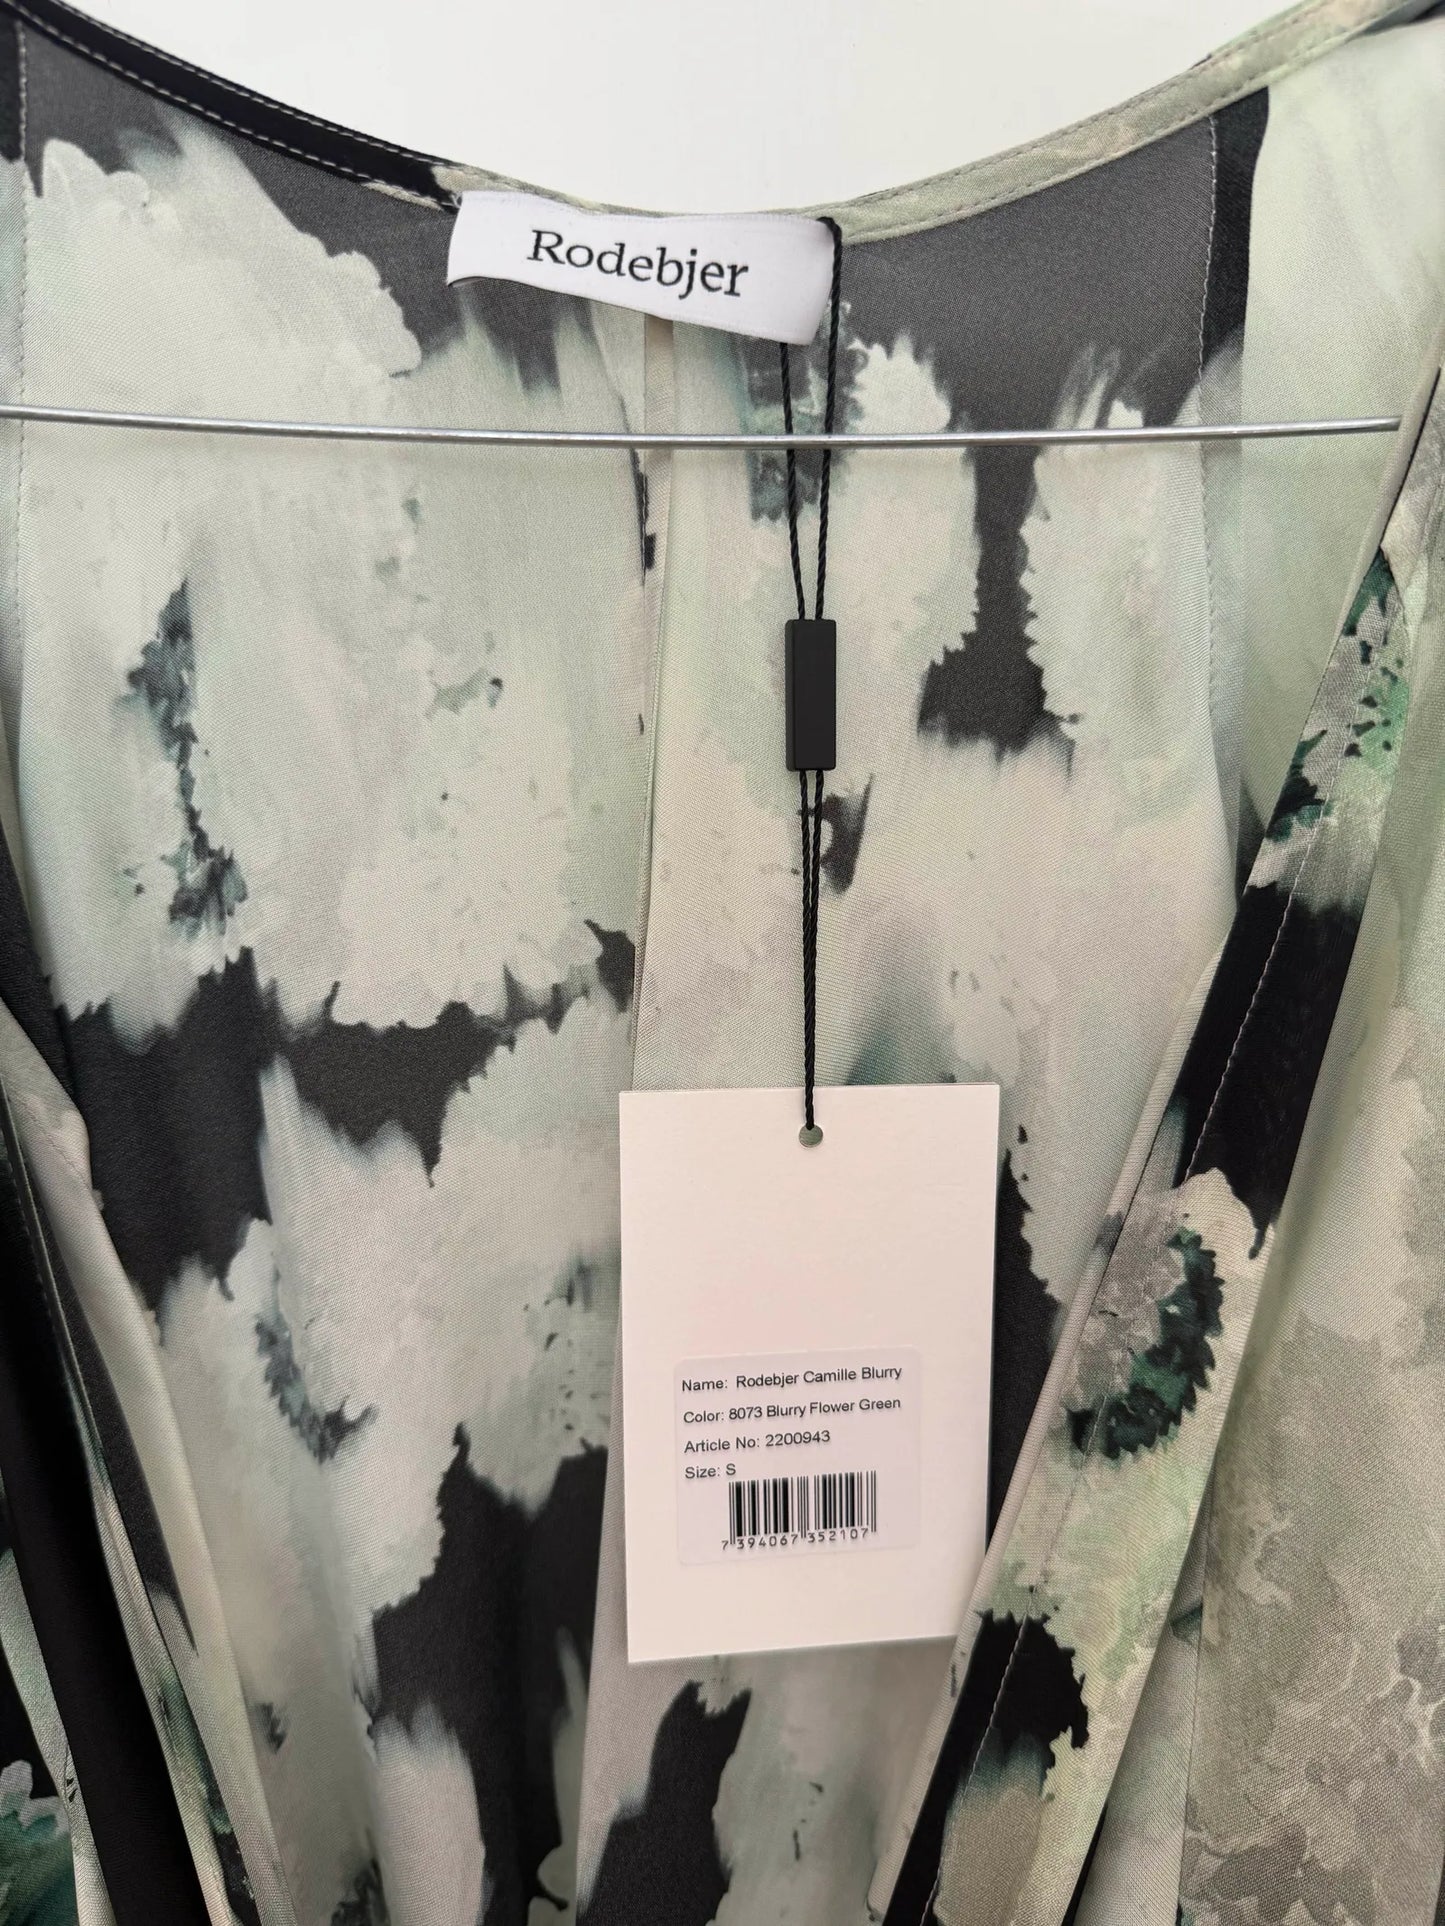 Rodebjer
Name: Rodebjer Camille Blurry
Color: 8073 Blurry Flower Green
Article No: 2200943
Size: S
7 394067 352107